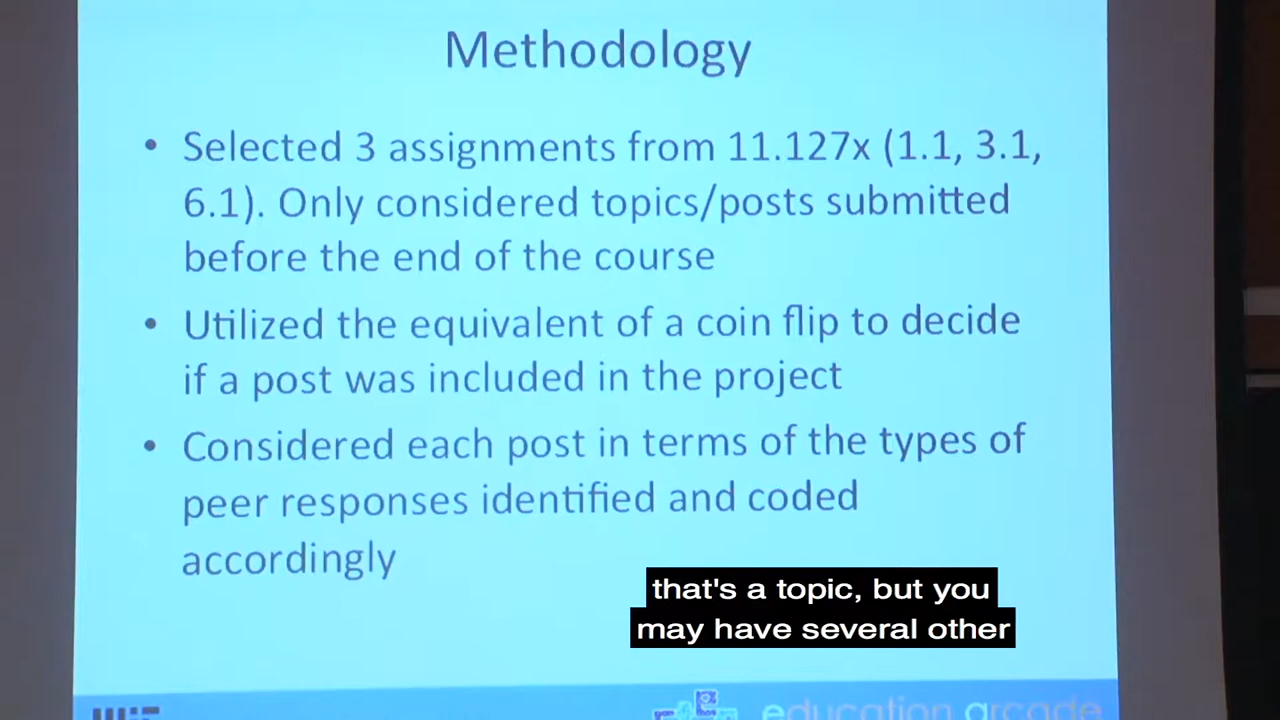 Methodology
• Selected 3 assignments from 11.127x (1.1, 3.1,
6.1). Only considered topics/posts submitted
before the end of the course
• Utilized the equivalent of a coin flip to decide
if a post was included in the project
• Considered each post in terms of the types of
peer responses identified and coded
accordingly
that's a topic, but you
may have several other
education arcade